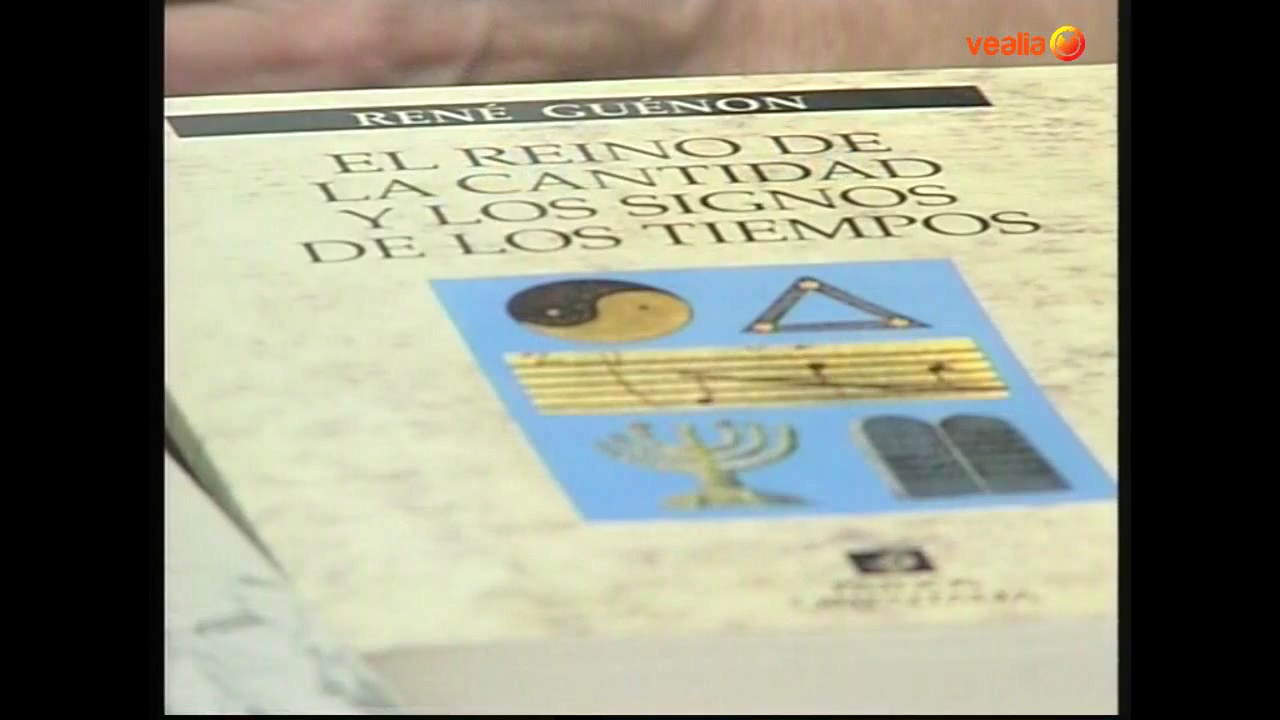 vealia
RENÉ GUÉNON
EL REINO DE
LA CANTIDAD
Y LOS SIGNOS
DE LOS TIEMPOS